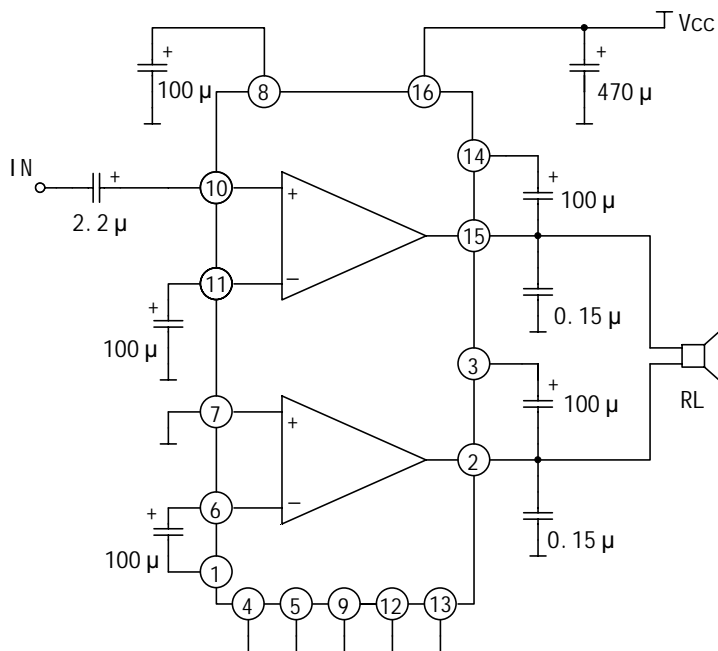 + Vcc
100 µ 8 16 + 470 µ
14
IN + 10 + + 100 µ
2.2 µ 15
11 −
+ 0.15 µ
100 µ 3
7 + + 100 µ RL
2
6 −
+ 0.15 µ
100 µ 1
4 5 9 12 13